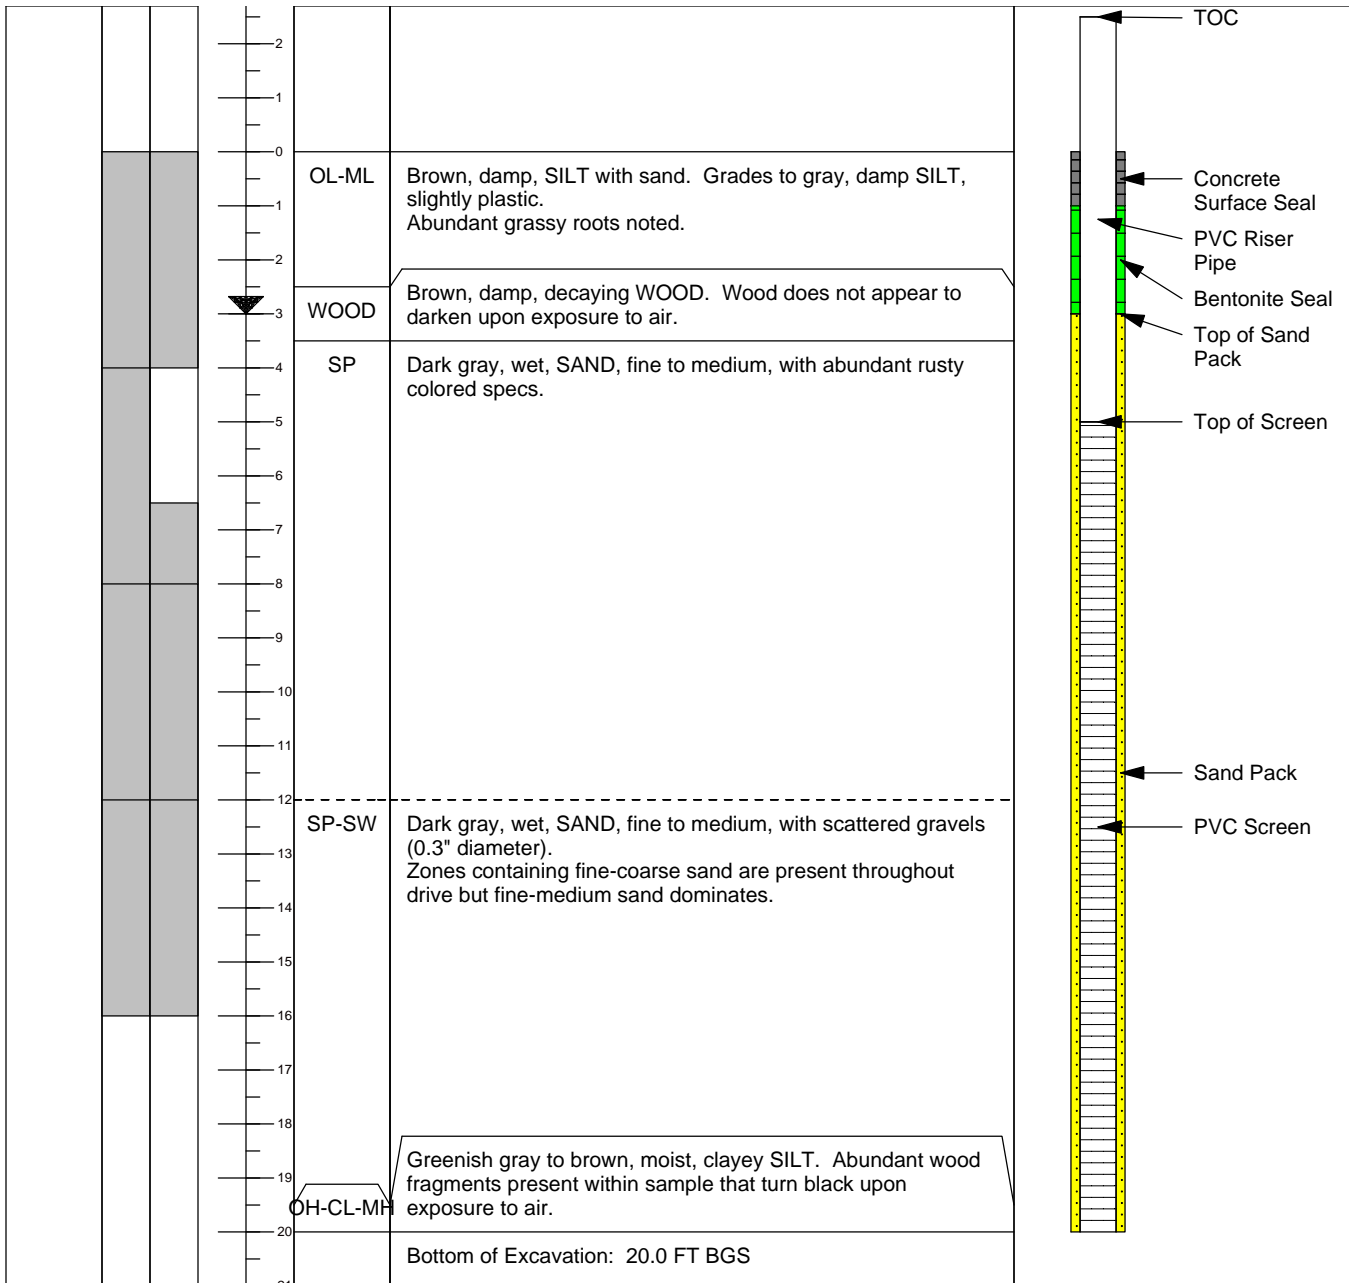 TOC
2
1
0
OL-ML
Brown, damp, SILT with sand.  Grades to gray, damp SILT,
slightly plastic.
Abundant grassy roots noted.
Concrete
Surface Seal
1
PVC Riser
Pipe
2
Bentonite Seal
WOOD
Brown, damp, decaying WOOD.  Wood does not appear to
darken upon exposure to air.
3
Top of Sand
Pack
SP
Dark gray, wet, SAND, fine to medium, with abundant rusty
colored specs.
4
5
Top of Screen
6
7
8
9
10
11
Sand Pack
12
SP-SW
Dark gray, wet, SAND, fine to medium, with scattered gravels
(0.3" diameter).
Zones containing fine-coarse sand are present throughout
drive but fine-medium sand dominates.
PVC Screen
13
14
15
16
17
18
19
OH-CL-MH
Greenish gray to brown, moist, clayey SILT.  Abundant wood
fragments present within sample that turn black upon
exposure to air.
20
Bottom of Excavation:  20.0 FT BGS
21